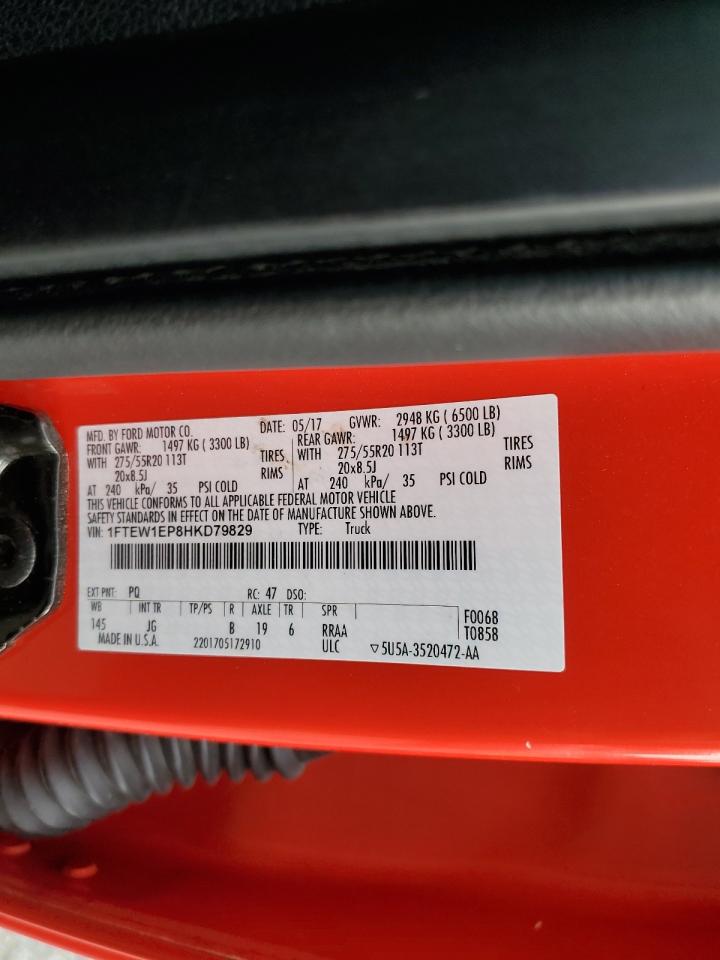 MFD. BY FORD MOTOR CO. DATE: 05/17 GVWR: 2948 KG ( 6500 LB)
FRONT GAWR: 1497 KG ( 3300 LB) REAR GAWR: 1497 KG ( 3300 LB)
WITH 275/55R20 113T TIRES WITH 275/55R20 113T TIRES
20x8.5J RIMS 20x8.5J RIMS
AT 240 kPa/ 35 PSI COLD AT 240 kPa/ 35 PSI COLD
THIS VEHICLE CONFORMS TO ALL APPLICABLE FEDERAL MOTOR VEHICLE
SAFETY STANDARDS IN EFFECT ON THE DATE OF MANUFACTURE SHOWN ABOVE.
VIN: 1FTEW1EP8HKD79829 TYPE: Truck
EXT PNT: PQ RC: 47 DSO:
WB INT TR TP/PS R AXLE TR SPR F0068
145 JG B 19 6 RRAA T0858
MADE IN U.S.A. 2201705172910 ULC ▽5U5A-3520472-AA